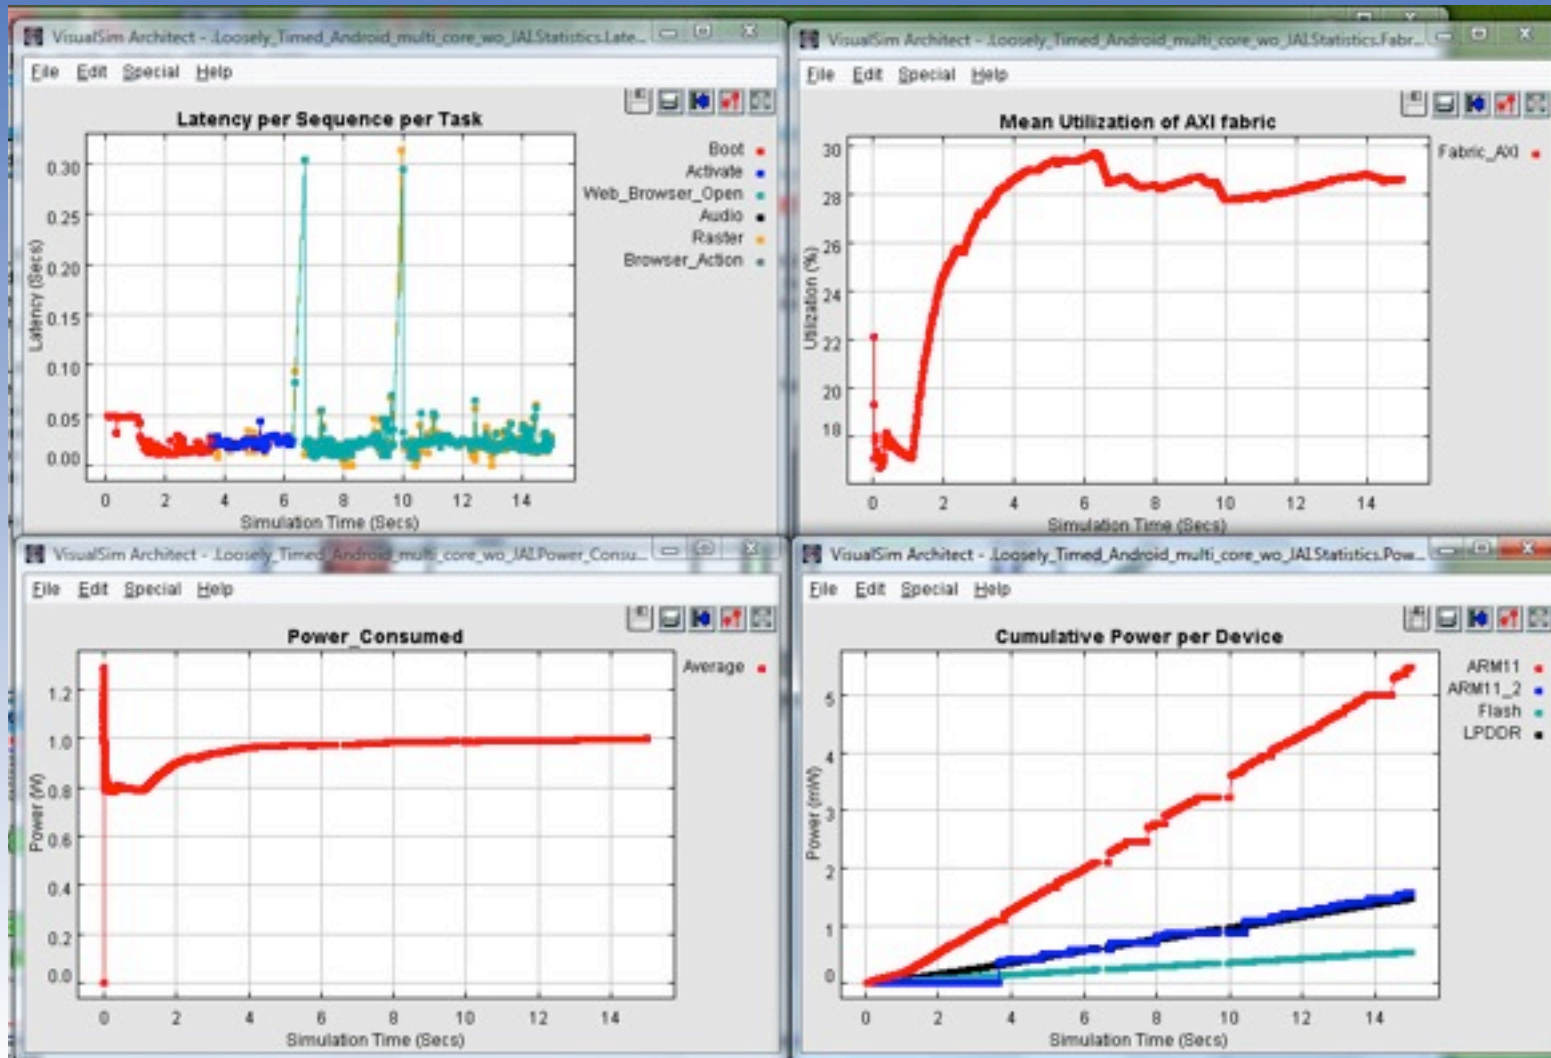 VisualSim Architect - .Loosely_Timed_Android_multi_core_wo_JAI.Statistics.Late...
File Edit Special Help
Latency per Sequence per Task
Boot
Activate
Web_Browser_Open
Audio
Raster
Browser_Action
Latency (Secs)
0.30
0.25
0.20
0.15
0.10
0.05
0.00
0 2 4 6 8 10 12 14
Simulation Time (Secs)
VisualSim Architect - .Loosely_Timed_Android_multi_core_wo_JAI.Statistics.Fabr...
File Edit Special Help
Mean Utilization of AXI fabric
Fabric_AXI
Utilization (%)
30
28
26
24
22
20
18
0 2 4 6 8 10 12 14
Simulation Time (Secs)
VisualSim Architect - .Loosely_Timed_Android_multi_core_wo_JAI.Power_Consu...
File Edit Special Help
Power_Consumed
Average
Power (W)
1.2
1.0
0.8
0.6
0.4
0.2
0.0
0 2 4 6 8 10 12 14
Simulation Time (Secs)
VisualSim Architect - .Loosely_Timed_Android_multi_core_wo_JAI.Statistics.Pow...
File Edit Special Help
Cumulative Power per Device
ARM11
ARM11_2
Flash
LPDDR
Power (mW)
5
4
3
2
1
0
0 2 4 6 8 10 12 14
Simulation Time (Secs)